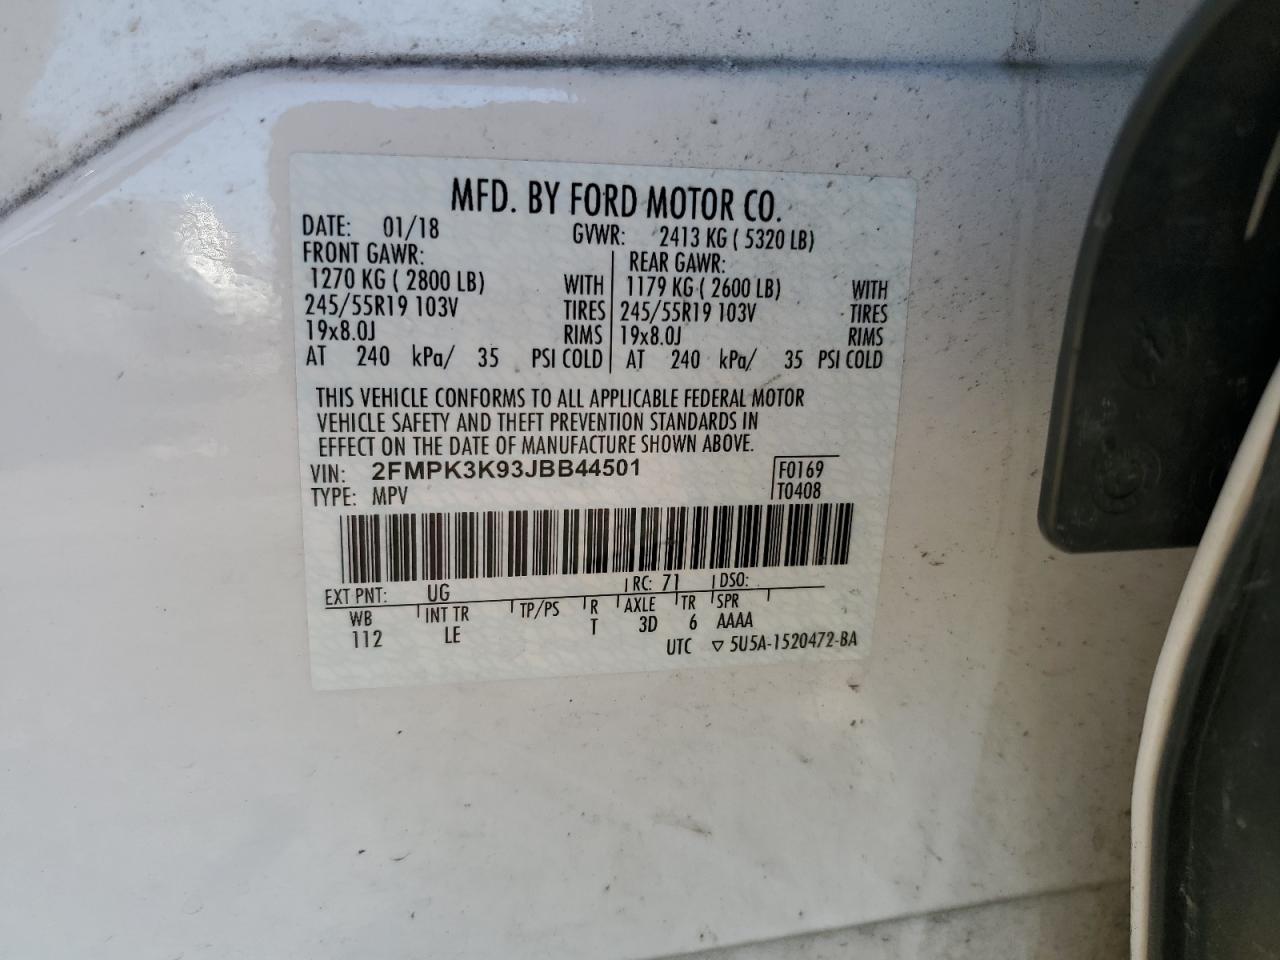 MFD. BY FORD MOTOR CO.
DATE: 01/18 GVWR: 2413 KG ( 5320 LB)
FRONT GAWR: REAR GAWR:
1270 KG ( 2800 LB) WITH 1179 KG ( 2600 LB) WITH
245/55R19 103V TIRES 245/55R19 103V TIRES
19x8.0J RIMS 19x8.0J RIMS
AT 240 kPa/ 35 PSI COLD AT 240 kPa/ 35 PSI COLD
THIS VEHICLE CONFORMS TO ALL APPLICABLE FEDERAL MOTOR
VEHICLE SAFETY AND THEFT PREVENTION STANDARDS IN
EFFECT ON THE DATE OF MANUFACTURE SHOWN ABOVE.
VIN: 2FMPK3K93JBB44501 F0169
TYPE: MPV T0408
EXT PNT: UG RC: 71 DSO:
WB INT TR TP/PS R AXLE TR SPR
112 LE T 3D 6 AAAA
UTC ▽ 5U5A-1520472-BA